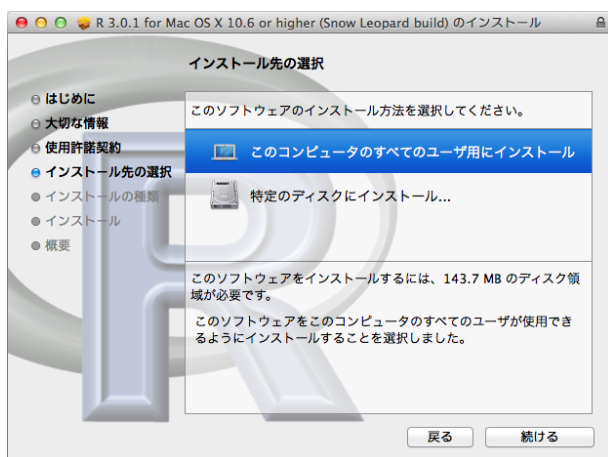 R 3.0.1 for Mac OS X 10.6 or higher (Snow Leopard build) のインストール
インストール先の選択
はじめに
大切な情報
使用許諾契約
インストール先の選択
インストールの種類
インストール
概要
このソフトウェアのインストール方法を選択してください。
このコンピュータのすべてのユーザ用にインストール
特定のディスクにインストール...
このソフトウェアをインストールするには、143.7 MB のディスク領
域が必要です。
このソフトウェアをこのコンピュータのすべてのユーザが使用でき
るようにインストールすることを選択しました。
戻る
続ける